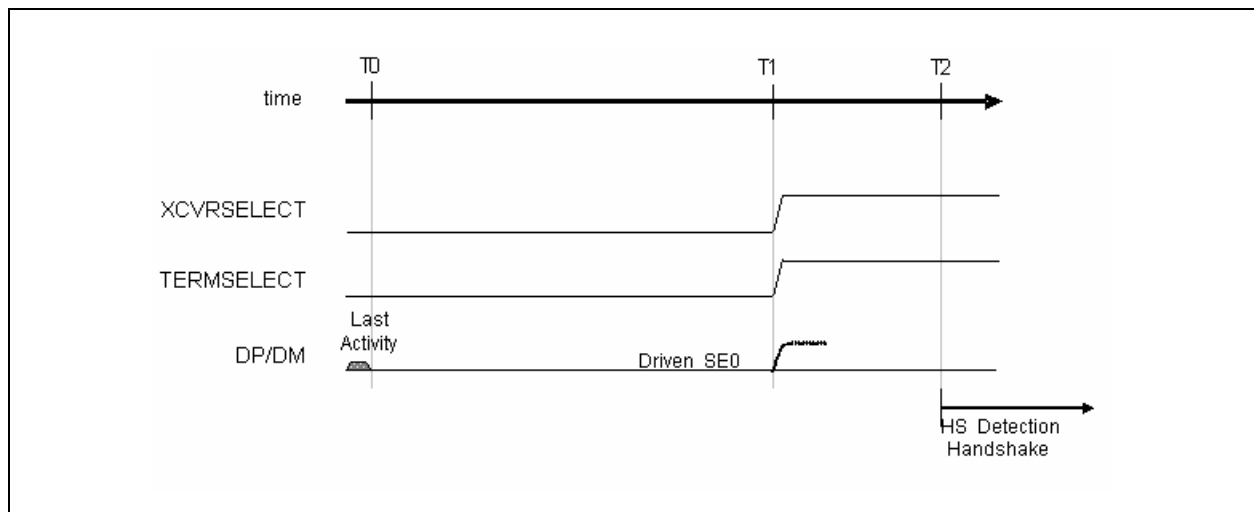 T0
T1
T2
time
XCVRSELECT
TERMSELECT
Last
Activity
DP/DM
Driven SE0
HS Detection
Handshake